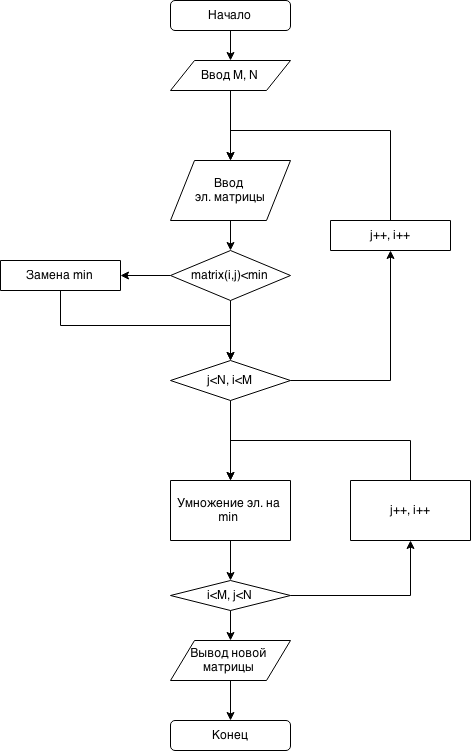 Начало
Ввод M, N
Ввод
эл. матрицы
j++, i++
matrix(i,j)<min
Замена min
j<N, i<M
Умножение эл. на
min
j++, i++
i<M, j<N
Вывод новой
матрицы
Конец